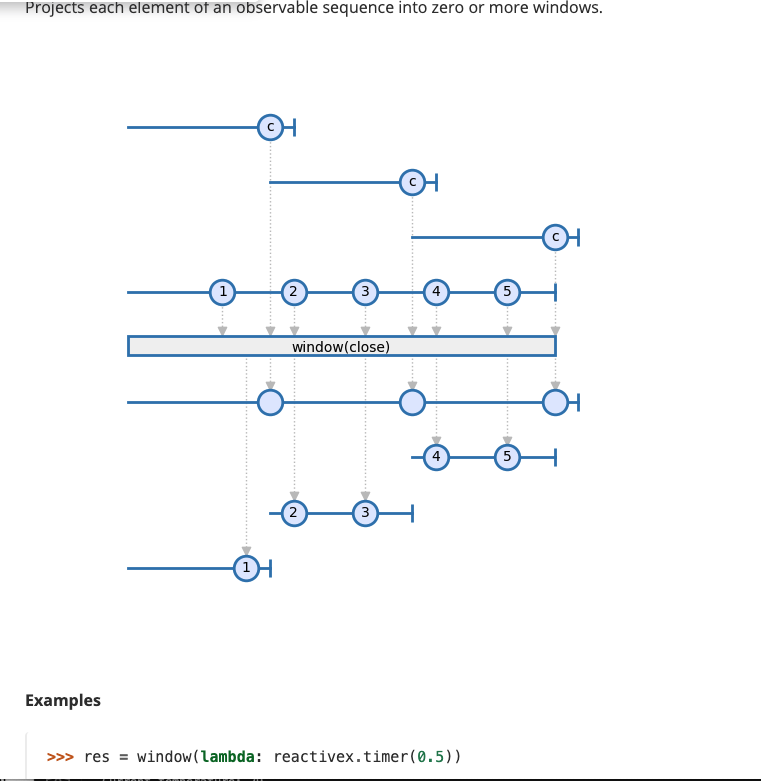 Projects each element of an observable sequence into zero or more windows.
c
c
c
1 2 3 4 5
window(close)
4 5
2 3
1
Examples
>>> res = window(lambda: reactivex.timer(0.5))